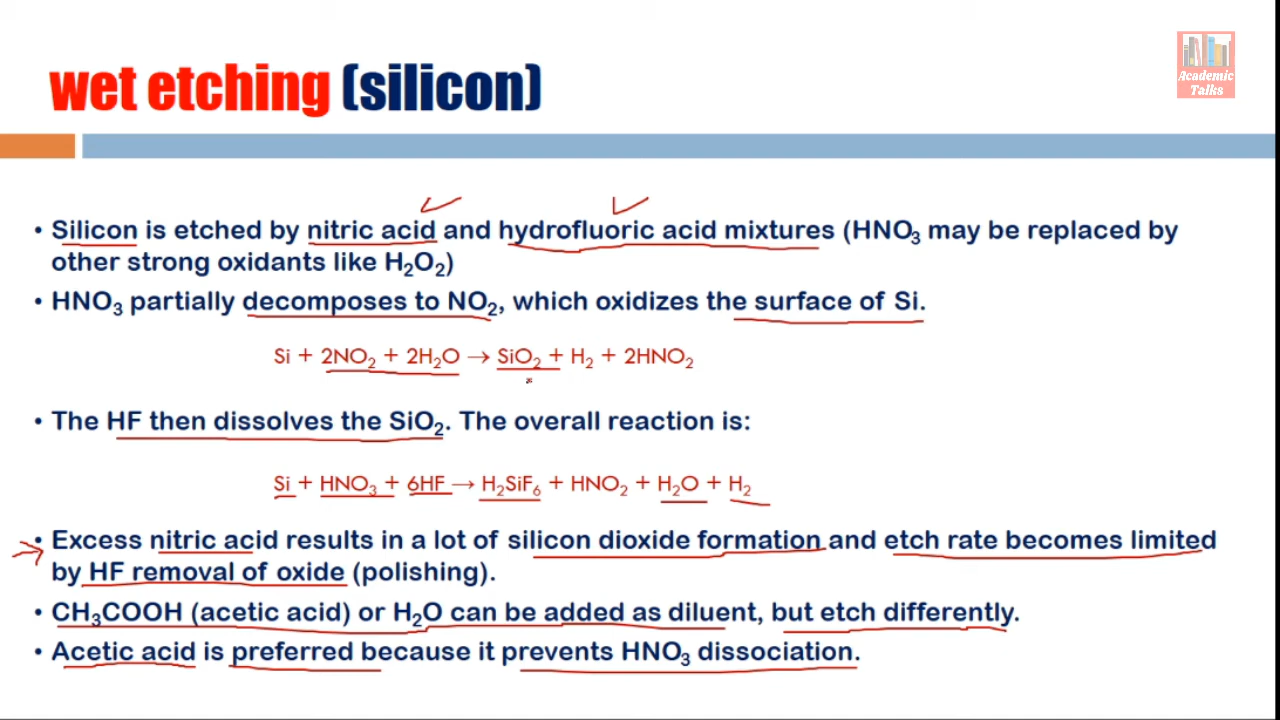 Academic
Talks
wet etching (silicon)
• Silicon is etched by nitric acid and hydrofluoric acid mixtures (HNO₃ may be replaced by
other strong oxidants like H₂O₂)
• HNO₃ partially decomposes to NO₂, which oxidizes the surface of Si.
Si + 2NO₂ + 2H₂O → SiO₂ + H₂ + 2HNO₂
• The HF then dissolves the SiO₂. The overall reaction is:
Si + HNO₃ + 6HF → H₂SiF₆ + HNO₂ + H₂O + H₂
• Excess nitric acid results in a lot of silicon dioxide formation and etch rate becomes limited
by HF removal of oxide (polishing).
• CH₃COOH (acetic acid) or H₂O can be added as diluent, but etch differently.
• Acetic acid is preferred because it prevents HNO₃ dissociation.